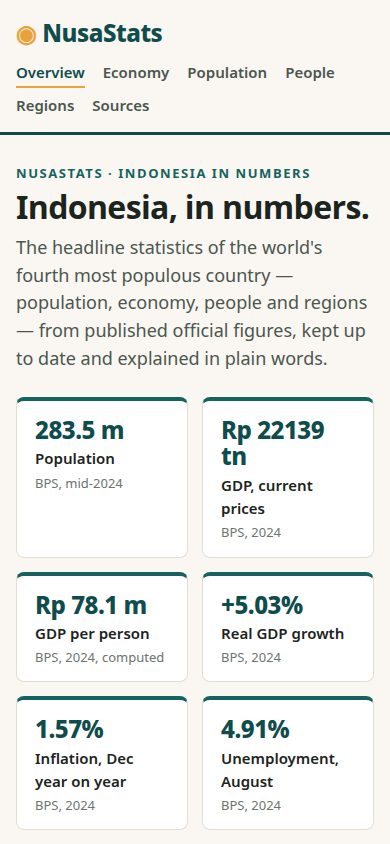 NusaStats
Overview Economy Population People
Regions Sources
NUSASTATS · INDONESIA IN NUMBERS
Indonesia, in numbers.
The headline statistics of the world's
fourth most populous country —
population, economy, people and regions
— from published official figures, kept up
to date and explained in plain words.
283.5 m
Population
BPS, mid-2024
Rp 22139
tn
GDP, current
prices
BPS, 2024
Rp 78.1 m
GDP per person
BPS, 2024, computed
+5.03%
Real GDP growth
BPS, 2024
1.57%
Inflation, Dec
year on year
BPS, 2024
4.91%
Unemployment,
August
BPS, 2024